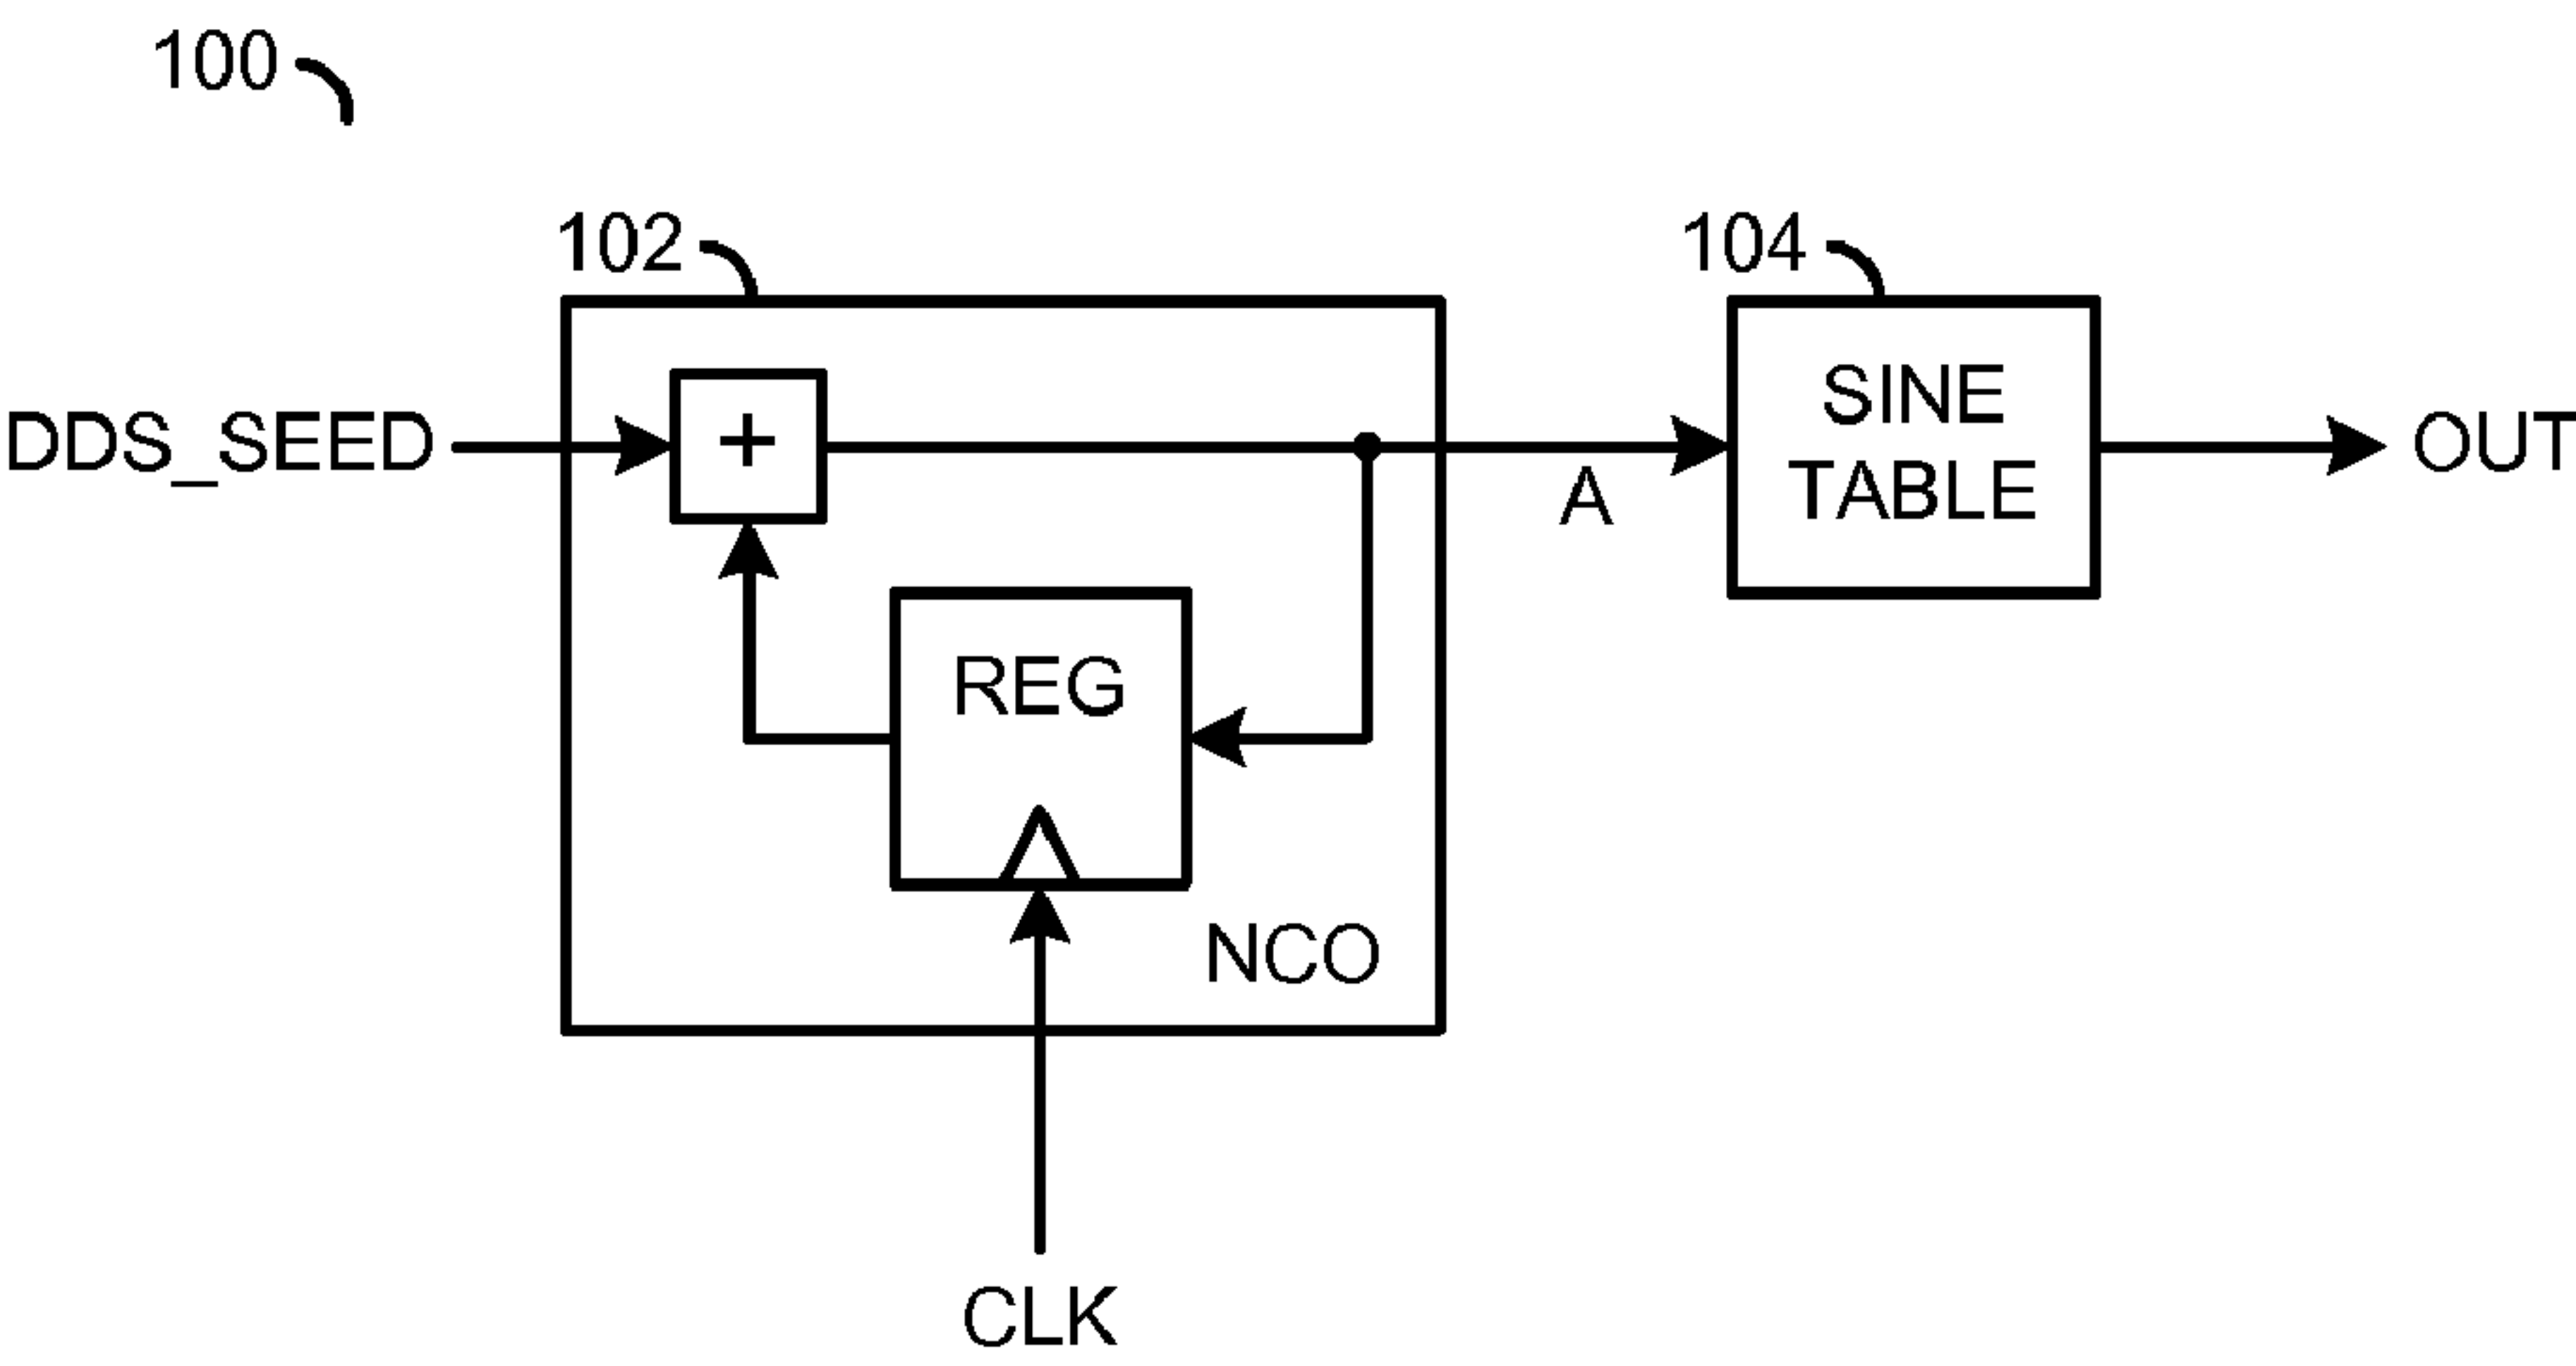 100
102
104
DDS_SEED
+
A
SINE
TABLE
OUT
REG
NCO
CLK